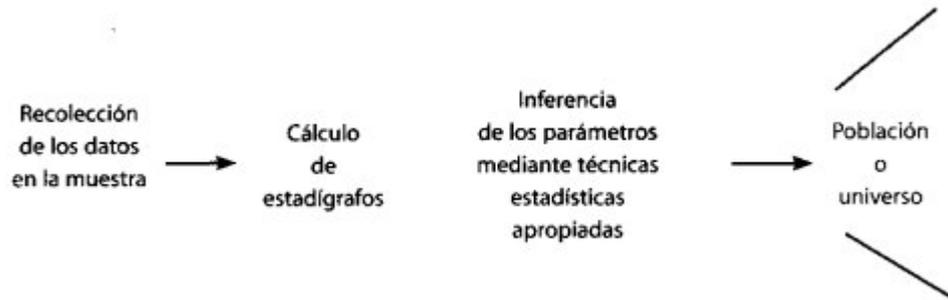 Recolección
de los datos
en la muestra
Cálculo
de
estadígrafos
Inferencia
de los parámetros
mediante técnicas
estadísticas
apropiadas
Población
o
universo